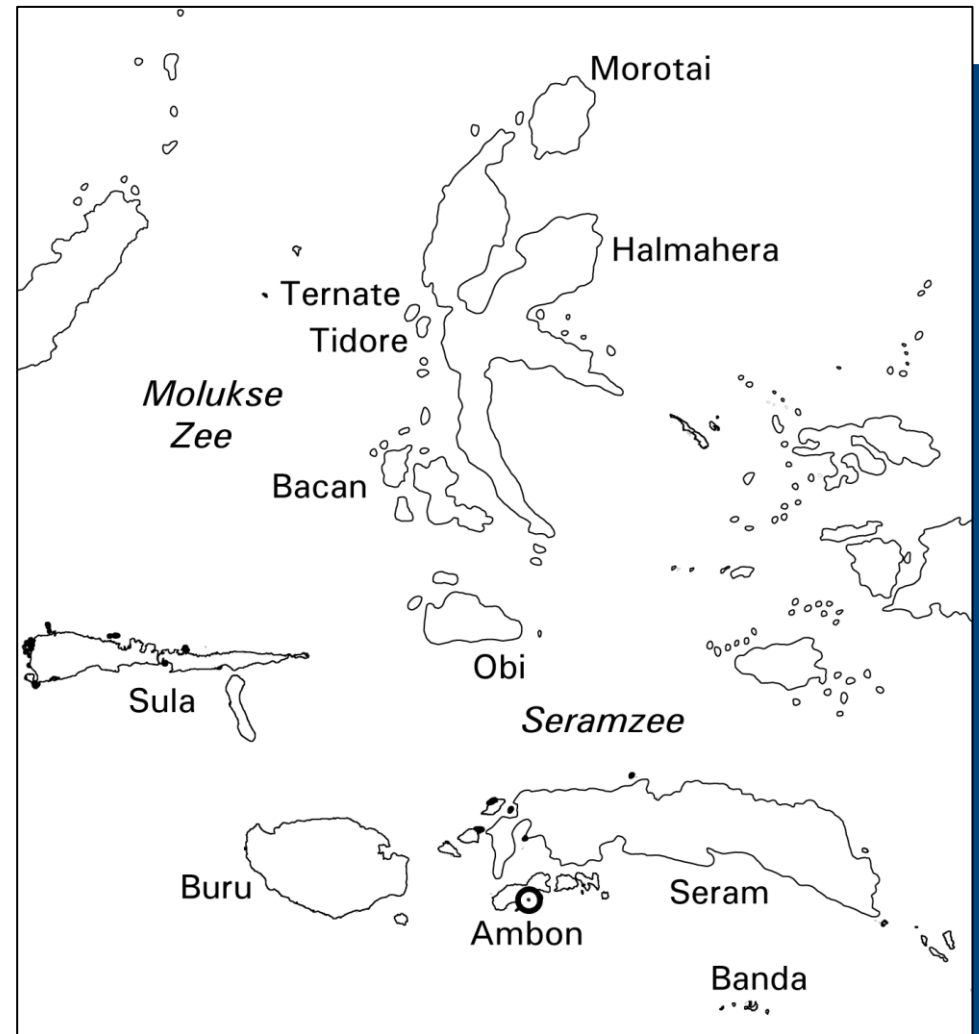 Morotai
Halmahera
Ternate
Tidore
Molukse
Zee
Bacan
Obi
Sula
Seramzee
Buru
Seram
Ambon
Banda